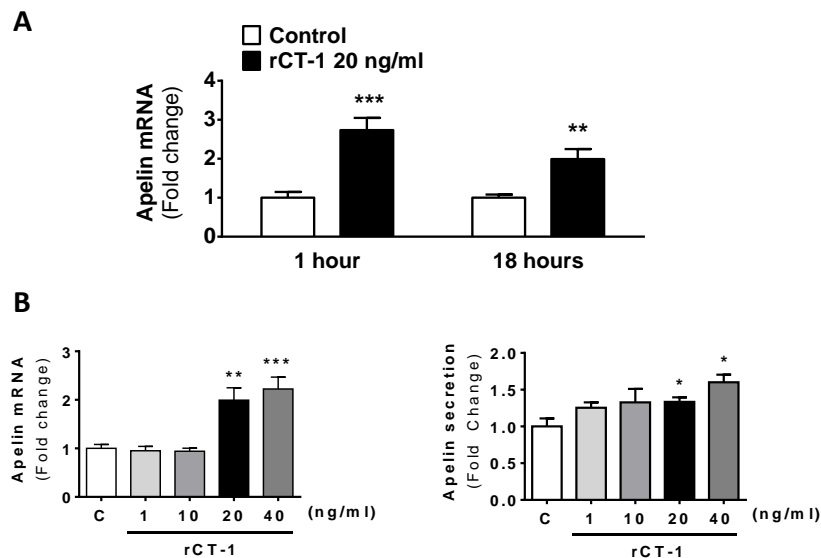 A
Control
rCT-1 20 ng/ml
Apelin mRNA
(Fold change)
4
3
2
1
0
***
**
1 hour
18 hours
B
Apelin mRNA
(Fold change)
3
2
1
0
**
***
C 1 10 20 40 (ng/ml)
rCT-1
Apelin secretion
(Fold Change)
2.0
1.5
1.0
0.5
0.0
*
*
C 1 10 20 40 (ng/ml)
rCT-1